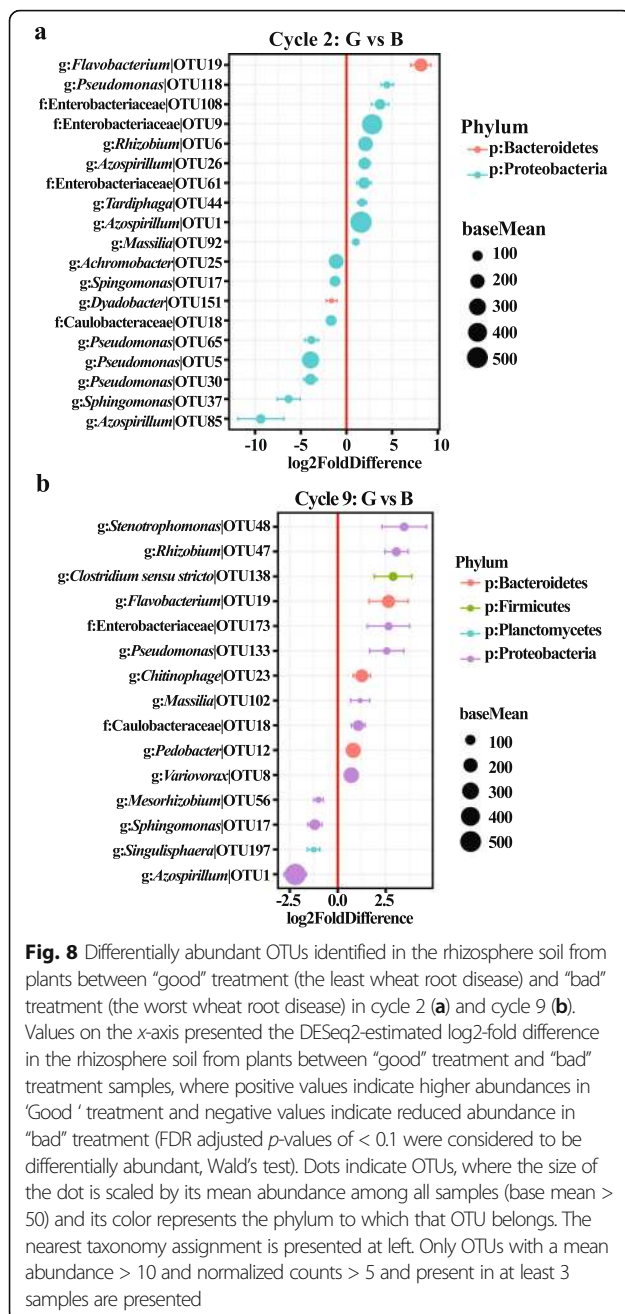 a
Cycle 2: G vs B
g:Flavobacterium|OTU19
g:Pseudomonas|OTU118
f:Enterobacteriaceae|OTU108
f:Enterobacteriaceae|OTU9
g:Rhizobium|OTU6
g:Azospirillum|OTU26
f:Enterobacteriaceae|OTU61
g:Tardiphaga|OTU44
g:Azospirillum|OTU1
g:Massilia|OTU92
g:Achromobacter|OTU25
g:Spingomonas|OTU17
g:Dyadobacter|OTU151
f:Caulobacteraceae|OTU18
g:Pseudomonas|OTU65
g:Pseudomonas|OTU5
g:Pseudomonas|OTU30
g:Sphingomonas|OTU37
g:Azospirillum|OTU85
-10 -5 0 5 10
log2FoldDifference
Phylum
p:Bacteroidetes
p:Proteobacteria
baseMean
100
200
300
400
500
b
Cycle 9: G vs B
g:Stenotrophomonas|OTU48
g:Rhizobium|OTU47
g:Clostridium sensu stricto|OTU138
g:Flavobacterium|OTU19
f:Enterobacteriaceae|OTU173
g:Pseudomonas|OTU133
g:Chitinophage|OTU23
g:Massilia|OTU102
f:Caulobacteraceae|OTU18
g:Pedobacter|OTU12
g:Variovorax|OTU8
g:Mesorhizobium|OTU56
g:Sphingomonas|OTU17
g:Singulisphaera|OTU197
g:Azospirillum|OTU1
-2.5 0.0 2.5
log2FoldDifference
Phylum
p:Bacteroidetes
p:Firmicutes
p:Planctomycetes
p:Proteobacteria
baseMean
100
200
300
400
500
Fig. 8 Differentially abundant OTUs identified in the rhizosphere soil from
plants between “good” treatment (the least wheat root disease) and “bad”
treatment (the worst wheat root disease) in cycle 2 (a) and cycle 9 (b).
Values on the x-axis presented the DESeq2-estimated log2-fold difference
in the rhizosphere soil from plants between “good” treatment and “bad”
treatment samples, where positive values indicate higher abundances in
‘Good ‘ treatment and negative values indicate reduced abundance in
“bad” treatment (FDR adjusted p-values of < 0.1 were considered to be
differentially abundant, Wald’s test). Dots indicate OTUs, where the size of
the dot is scaled by its mean abundance among all samples (base mean >
50) and its color represents the phylum to which that OTU belongs. The
nearest taxonomy assignment is presented at left. Only OTUs with a mean
abundance > 10 and normalized counts > 5 and present in at least 3
samples are presented